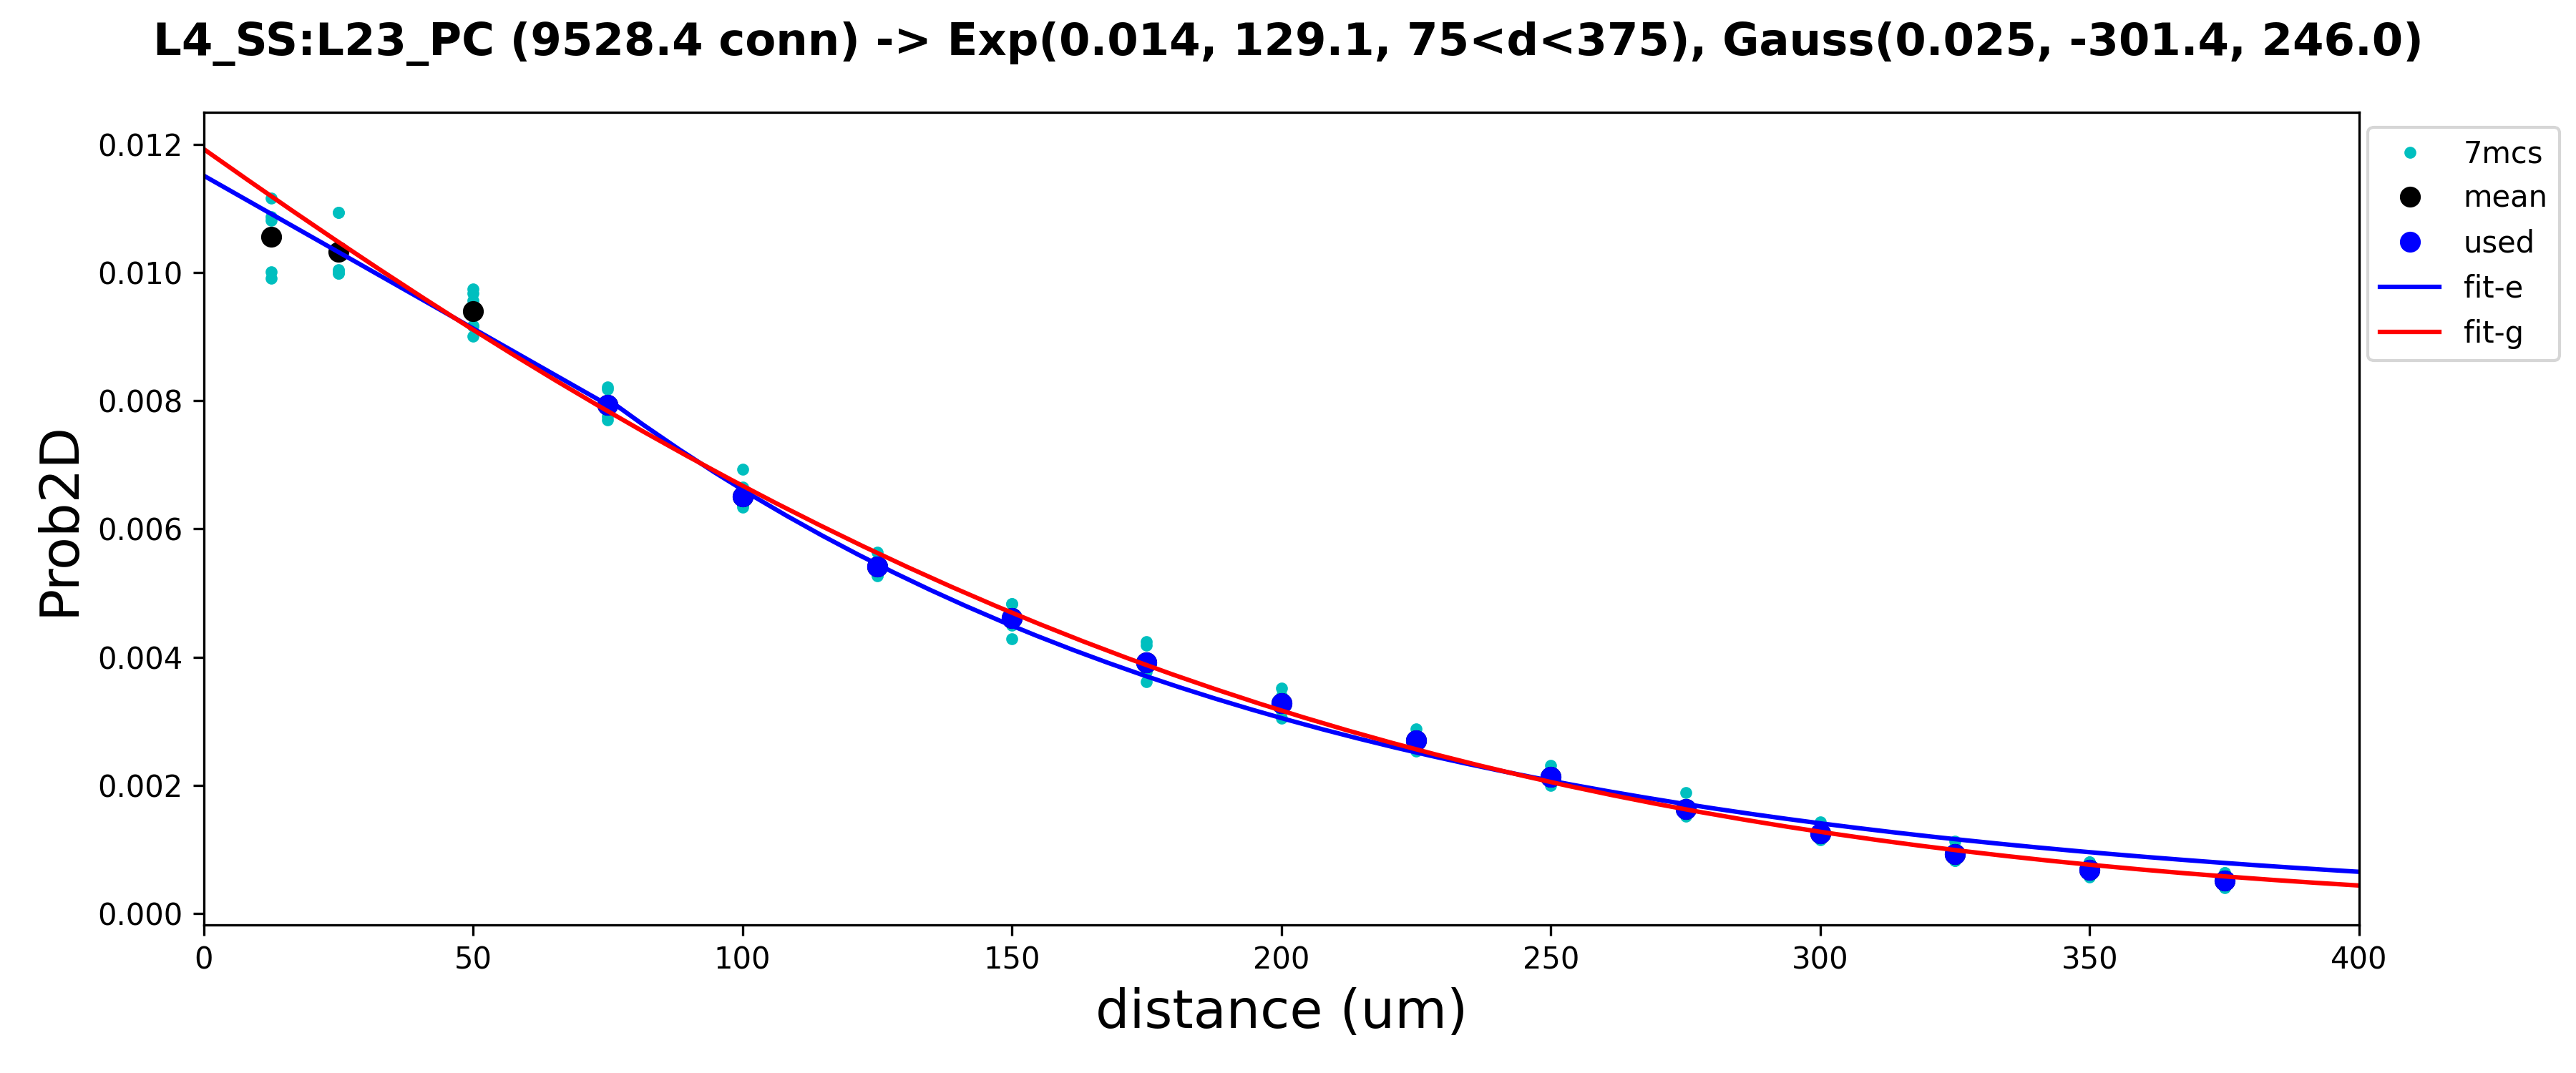 L4_SS:L23_PC (9528.4 conn) -> Exp(0.014, 129.1, 75<d<375), Gauss(0.025, -301.4, 246.0)
0.012
0.010
0.008
0.006
0.004
0.002
0.000
Prob2D
0 50 100 150 200 250 300 350 400
distance (um)
7mcs
mean
used
fit-e
fit-g